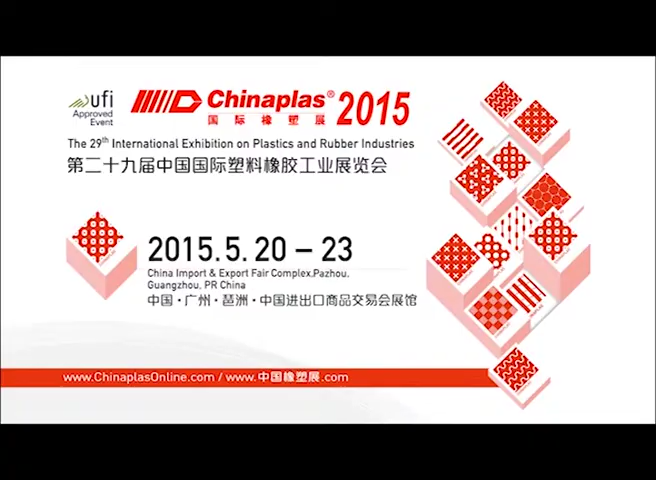 ufi
Approved
Event
Chinaplas® 2015
国际橡塑展
The 29th International Exhibition on Plastics and Rubber Industries
第二十九届中国国际塑料橡胶工业展览会
2015.5.20 – 23
China Import & Export Fair Complex,Pazhou,
Guangzhou, PR China
中国·广州·琶洲·中国进出口商品交易会展馆
www.ChinaplasOnline.com / www.中国橡塑展.com